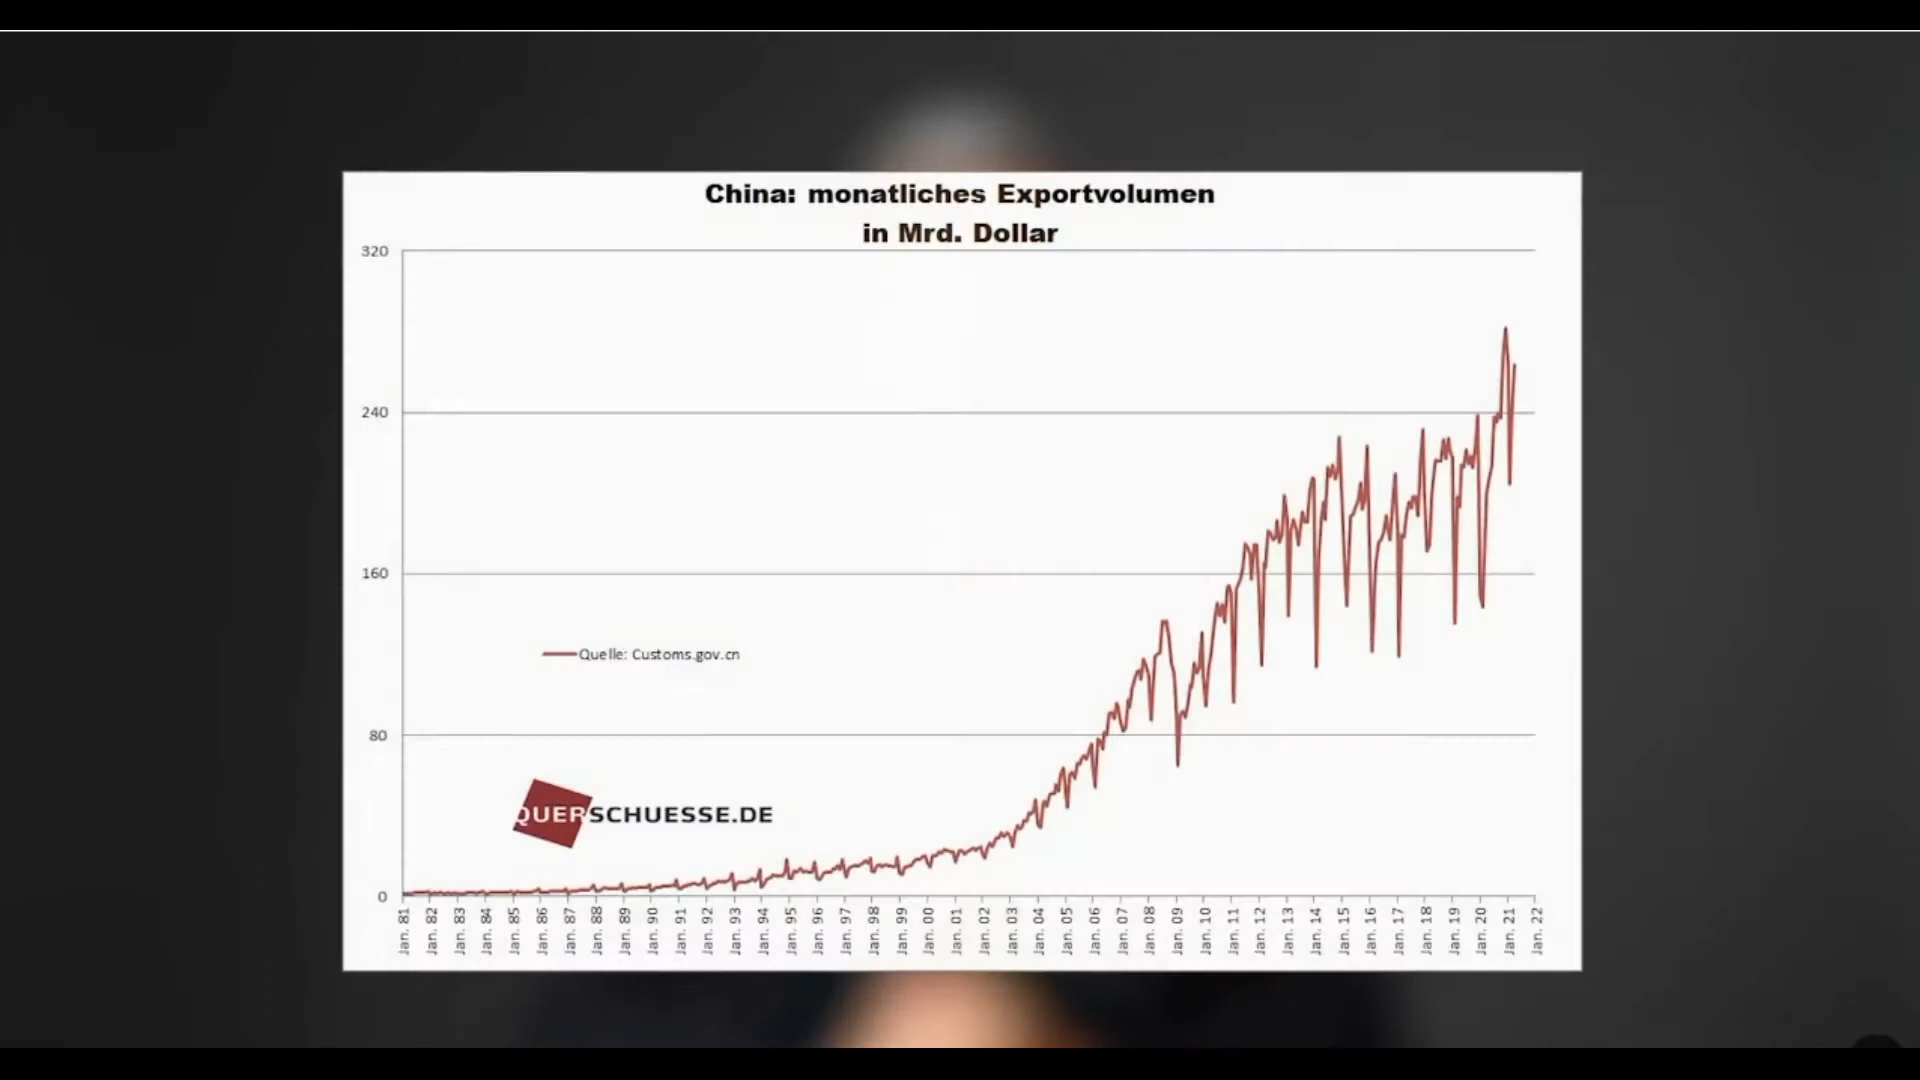 China: monatliches Exportvolumen
in Mrd. Dollar
320
240
160
80
0
Quelle: Customs.gov.cn
QUERSCHUESSE.DE
Jan. 81
Jan. 82
Jan. 83
Jan. 84
Jan. 85
Jan. 86
Jan. 87
Jan. 88
Jan. 89
Jan. 90
Jan. 91
Jan. 92
Jan. 93
Jan. 94
Jan. 95
Jan. 96
Jan. 97
Jan. 98
Jan. 99
Jan. 00
Jan. 01
Jan. 02
Jan. 03
Jan. 04
Jan. 05
Jan. 06
Jan. 07
Jan. 08
Jan. 09
Jan. 10
Jan. 11
Jan. 12
Jan. 13
Jan. 14
Jan. 15
Jan. 16
Jan. 17
Jan. 18
Jan. 19
Jan. 20
Jan. 21
Jan. 22